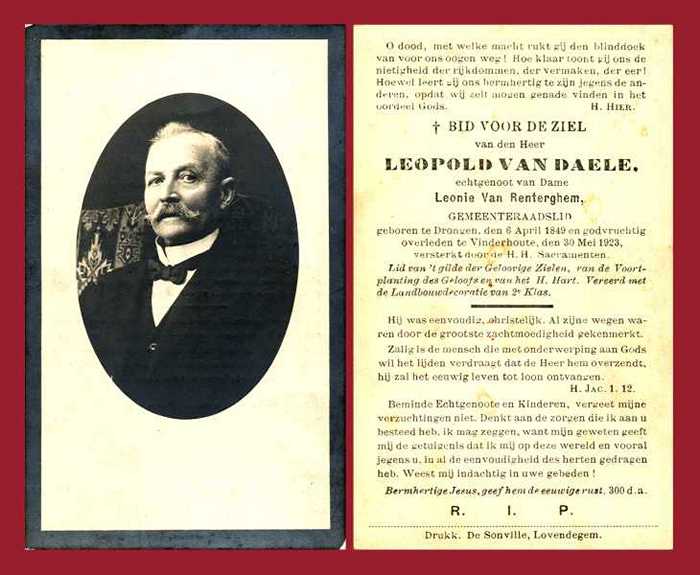 O dood, met welke macht rukt gij den blinddoek
van voor ons oogen weg! Hoe klaar toont gij ons de
nietigheid der rijkdommen, der vermaken, der eer!
Hoewel leert gij ons bermhertig te zijn jegens de an-
deren, opdat wij zelf mogen genade vinden in het
oordeel Gods. H. HIER.
† BID VOOR DE ZIEL
van den Heer
LEOPOLD VAN DAELE,
echtgenoot van Dame
Leonie Van Renterghem,
GEMEENTERAADSLID
geboren te Drongen, den 6 April 1849 en godvruchtig
overleden te Vinderhoute, den 30 Mei 1923,
versterkt door de H. H. Sacramenten.
Lid van 't gilde der Geloovige Zielen, van de Voort-
planting des Geloofs en van het H. Hart. Vereerd met
de Landbouwdecoratie van 2e Klas.
Hij was eenvoudig, christelijk. Al zijne wegen wa-
ren door de grootste zachtmoedigheid gekenmerkt.
Zalig is de mensch die met onderwerping aan Gods
wil het lijden verdraagt dat de Heer hem overzendt,
hij zal het eeuwig leven tot loon ontvangen.
H. JAC. 1. 12.
Beminde Echtgenoote en Kinderen, vergeet mijne
verzuchtingen niet. Denkt aan de zorgen die ik aan u
besteed heb, ik mag zeggen, want mijn geweten geeft
mij de getuigenis dat ik mij op deze wereld en vooral
jegens u, in al de eenvoudigheid des herten gedragen
heb. Weest mij indachtig in uwe gebeden!
Bermhertige Jesus, geef hem de eeuwige rust, 300 d.a.
R. I. P.
Drukk. De Sonville, Lovendegem.